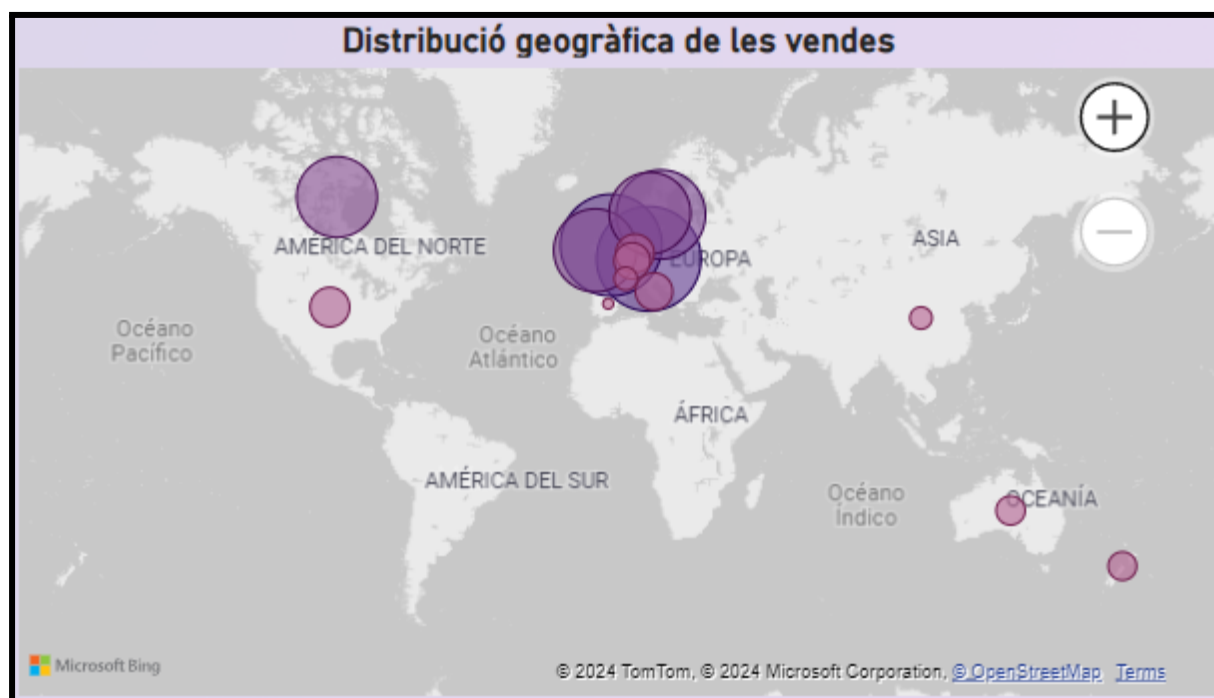 Distribució geogràfica de les vendes
AMÉRICA DEL NORTE
EUROPA
ASIA
Océano
Pacífico
Océano
Atlántico
ÁFRICA
AMÉRICA DEL SUR
Océano
Índico
OCEANÍA
Microsoft Bing
© 2024 TomTom, © 2024 Microsoft Corporation, © OpenStreetMap Terms